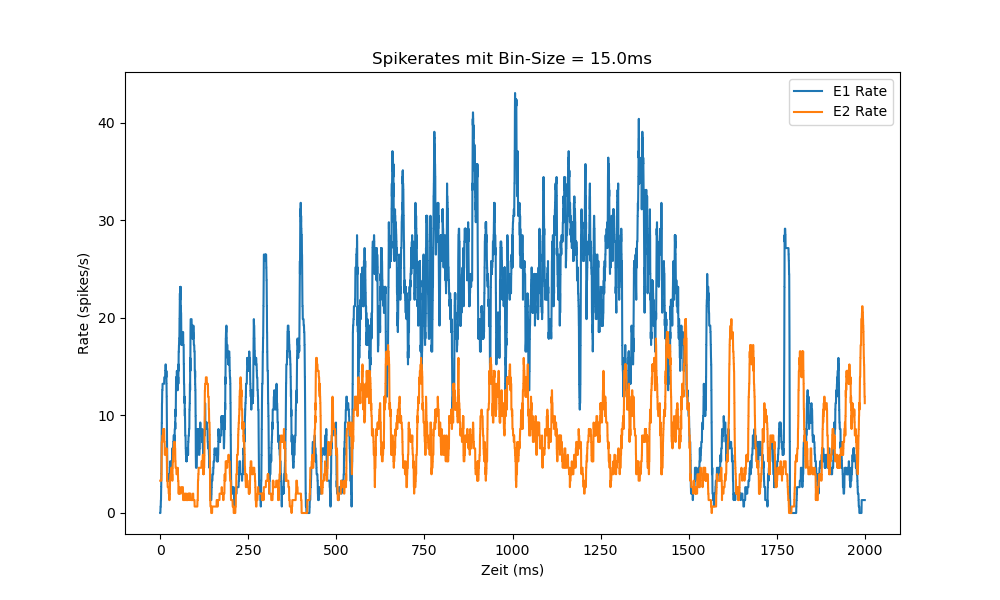 Spikerates mit Bin-Size = 15.0ms
E1 Rate
E2 Rate
40
30
20
10
0
Rate (spikes/s)
0 250 500 750 1000 1250 1500 1750 2000
Zeit (ms)